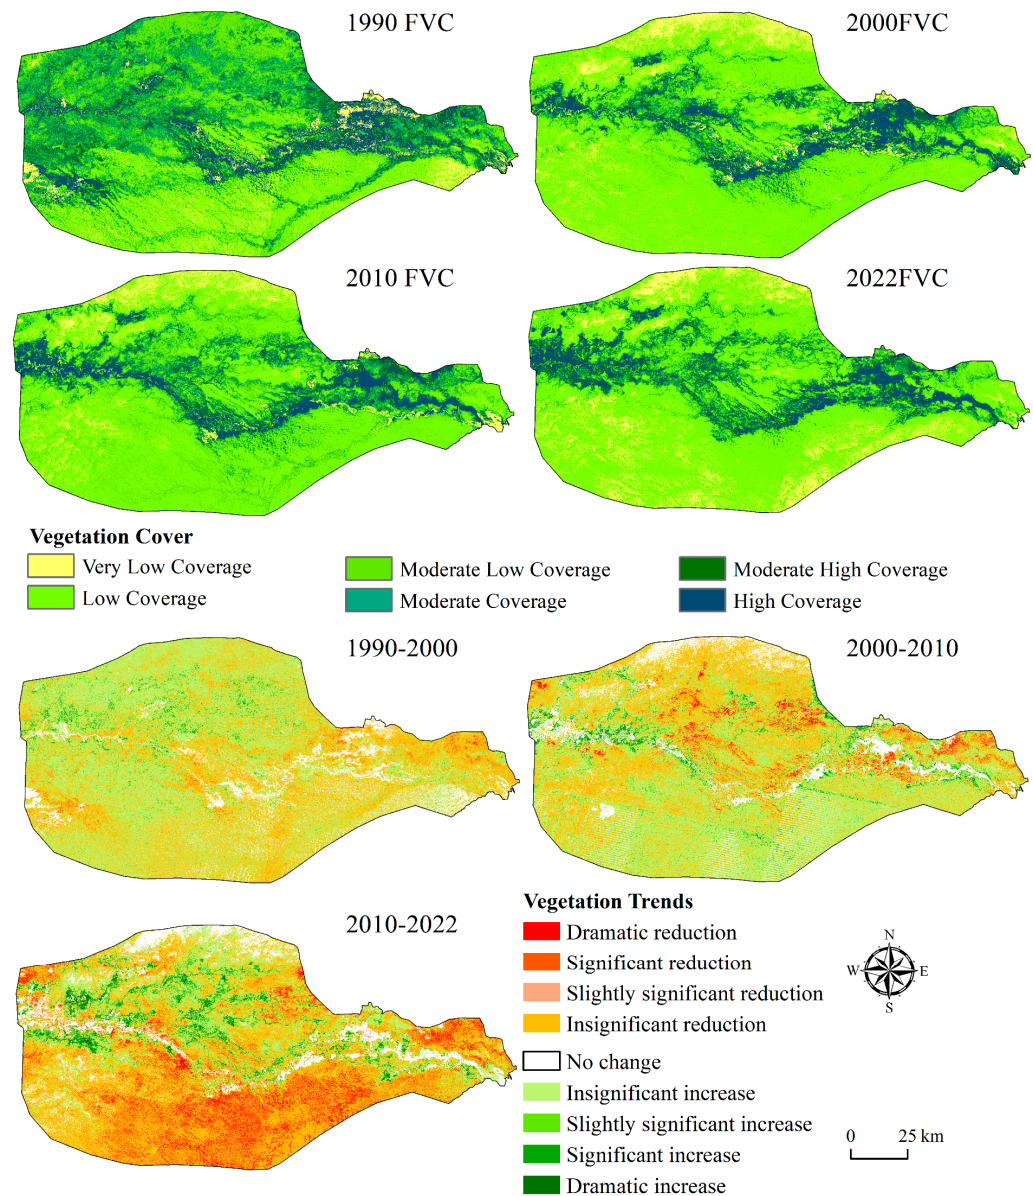 1990 FVC
2000FVC
2010 FVC
2022FVC
Vegetation Cover
Very Low Coverage
Low Coverage
Moderate Low Coverage
Moderate Coverage
Moderate High Coverage
High Coverage
1990-2000
2000-2010
2010-2022
Vegetation Trends
Dramatic reduction
Significant reduction
Slightly significant reduction
Insignificant reduction
No change
Insignificant increase
Slightly significant increase
Significant increase
Dramatic increase
N
W
E
S
0 25 km